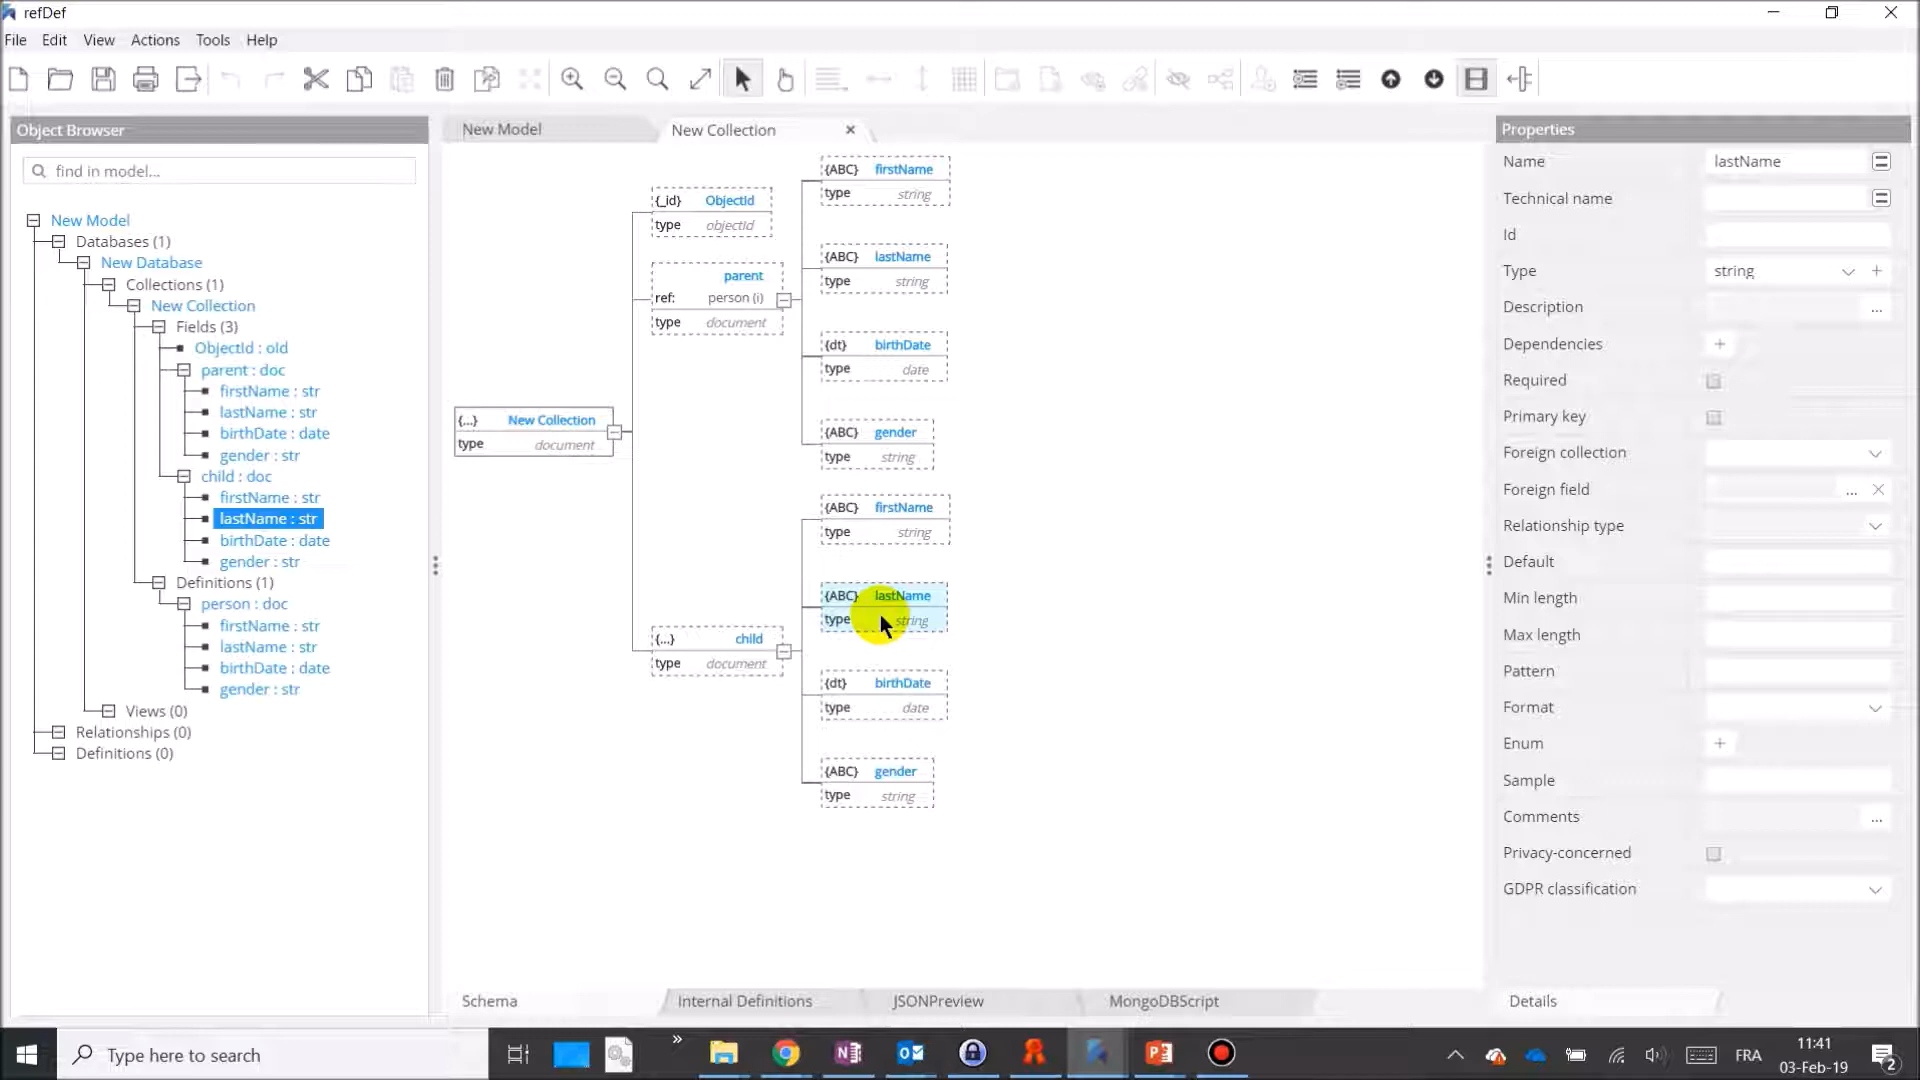 refDef
File Edit View Actions Tools Help
Object Browser
find in model...
New Model
Databases (1)
New Database
Collections (1)
New Collection
Fields (3)
ObjectId : oId
parent : doc
firstName : str
lastName : str
birthDate : date
gender : str
child : doc
firstName : str
lastName : str
birthDate : date
gender : str
Definitions (1)
person : doc
firstName : str
lastName : str
birthDate : date
gender : str
Views (0)
Relationships (0)
Definitions (0)
New Model
New Collection
{...} New Collection
type document
{_id} ObjectId
type objectId
parent
ref: person (i)
type document
{ABC} firstName
type string
{ABC} lastName
type string
{dt} birthDate
type date
{ABC} gender
type string
{...} child
type document
{ABC} firstName
type string
{ABC} lastName
type string
{dt} birthDate
type date
{ABC} gender
type string
Schema
Internal Definitions
JSONPreview
MongoDBScript
Properties
Name lastName
Technical name
Id
Type string
Description ...
Dependencies
Required
Primary key
Foreign collection
Foreign field ...
Relationship type
Default
Min length
Max length
Pattern
Format
Enum
Sample
Comments ...
Privacy-concerned
GDPR classification
Details
Type here to search
FRA
11:41
03-Feb-19
2